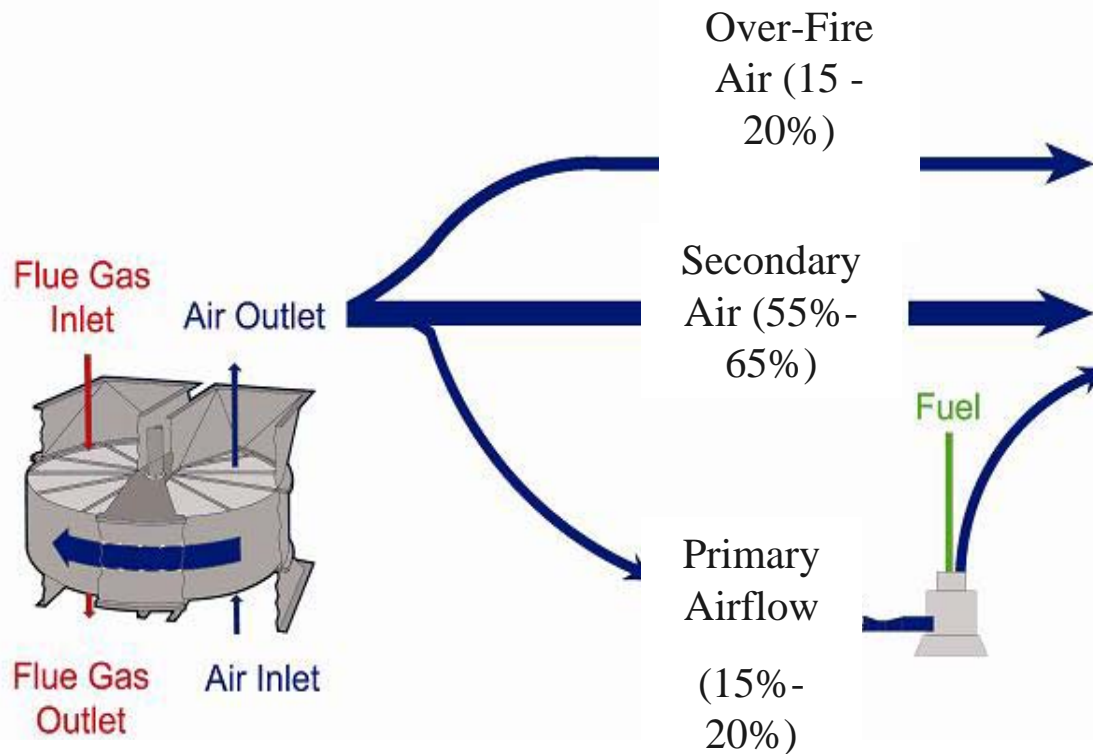 Over-Fire
Air (15 -
20%)
Flue Gas
Inlet
Air Outlet
Secondary
Air (55%-
65%)
Fuel
Primary
Airflow
(15%-
20%)
Flue Gas
Outlet
Air Inlet